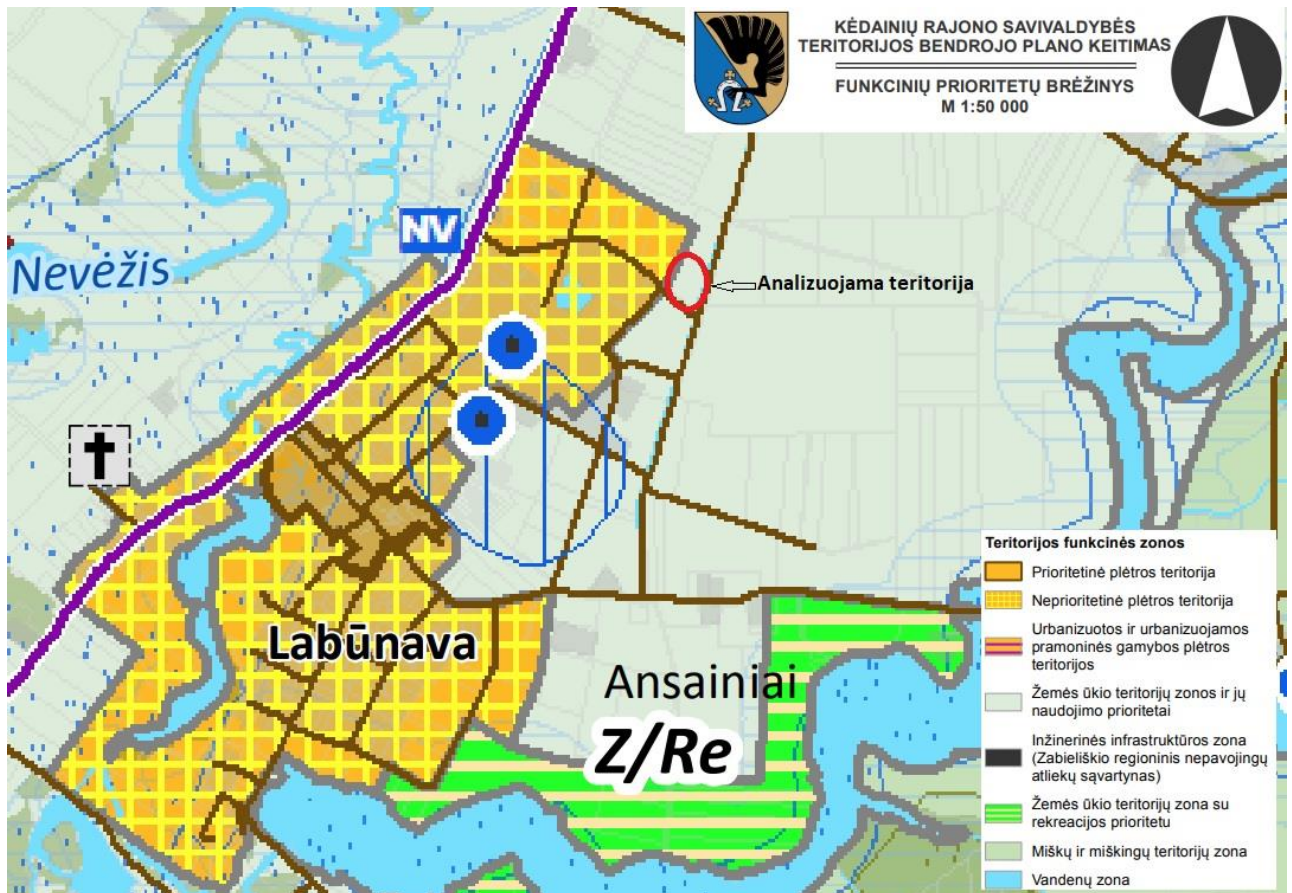 KĖDAINIŲ RAJONO SAVIVALDYBĖS
TERITORIJOS BENDROJO PLANO KEITIMAS
FUNKCINIŲ PRIORITETŲ BRĖŽINYS
M 1:50 000
NV
Nevėžis
Analizuojama teritorija
Labūnava
Ansainiai
Z/Re
Teritorijos funkcinės zonos
Prioritetinė plėtros teritorija
Neprioritetinė plėtros teritorija
Urbanizuotos ir urbanizuojamos
pramoninės gamybos plėtros
teritorijos
Žemės ūkio teritorijų zonos ir jų
naudojimo prioritetai
Inžinerinės infrastruktūros zona
(Zabieliškio regioninis nepavojingų
atliekų sąvartynas)
Žemės ūkio teritorijų zona su
rekreacijos prioritetu
Miškų ir miškingų teritorijų zona
Vandenų zona